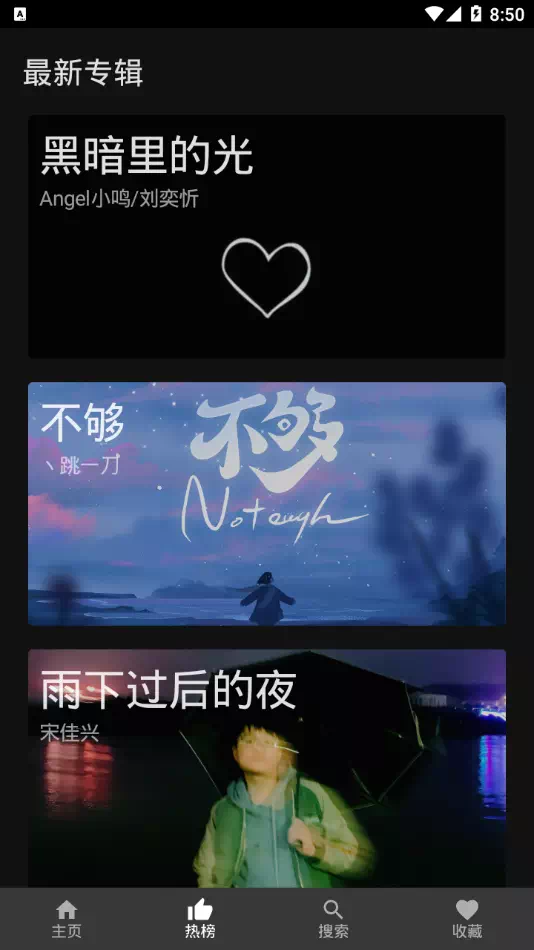 8:50
最新专辑
黑暗里的光
Angel小鸣/刘奕忻
不够
丶跳一刀
不够
Not enough
雨下过后的夜
宋佳兴
主页
热榜
搜索
收藏